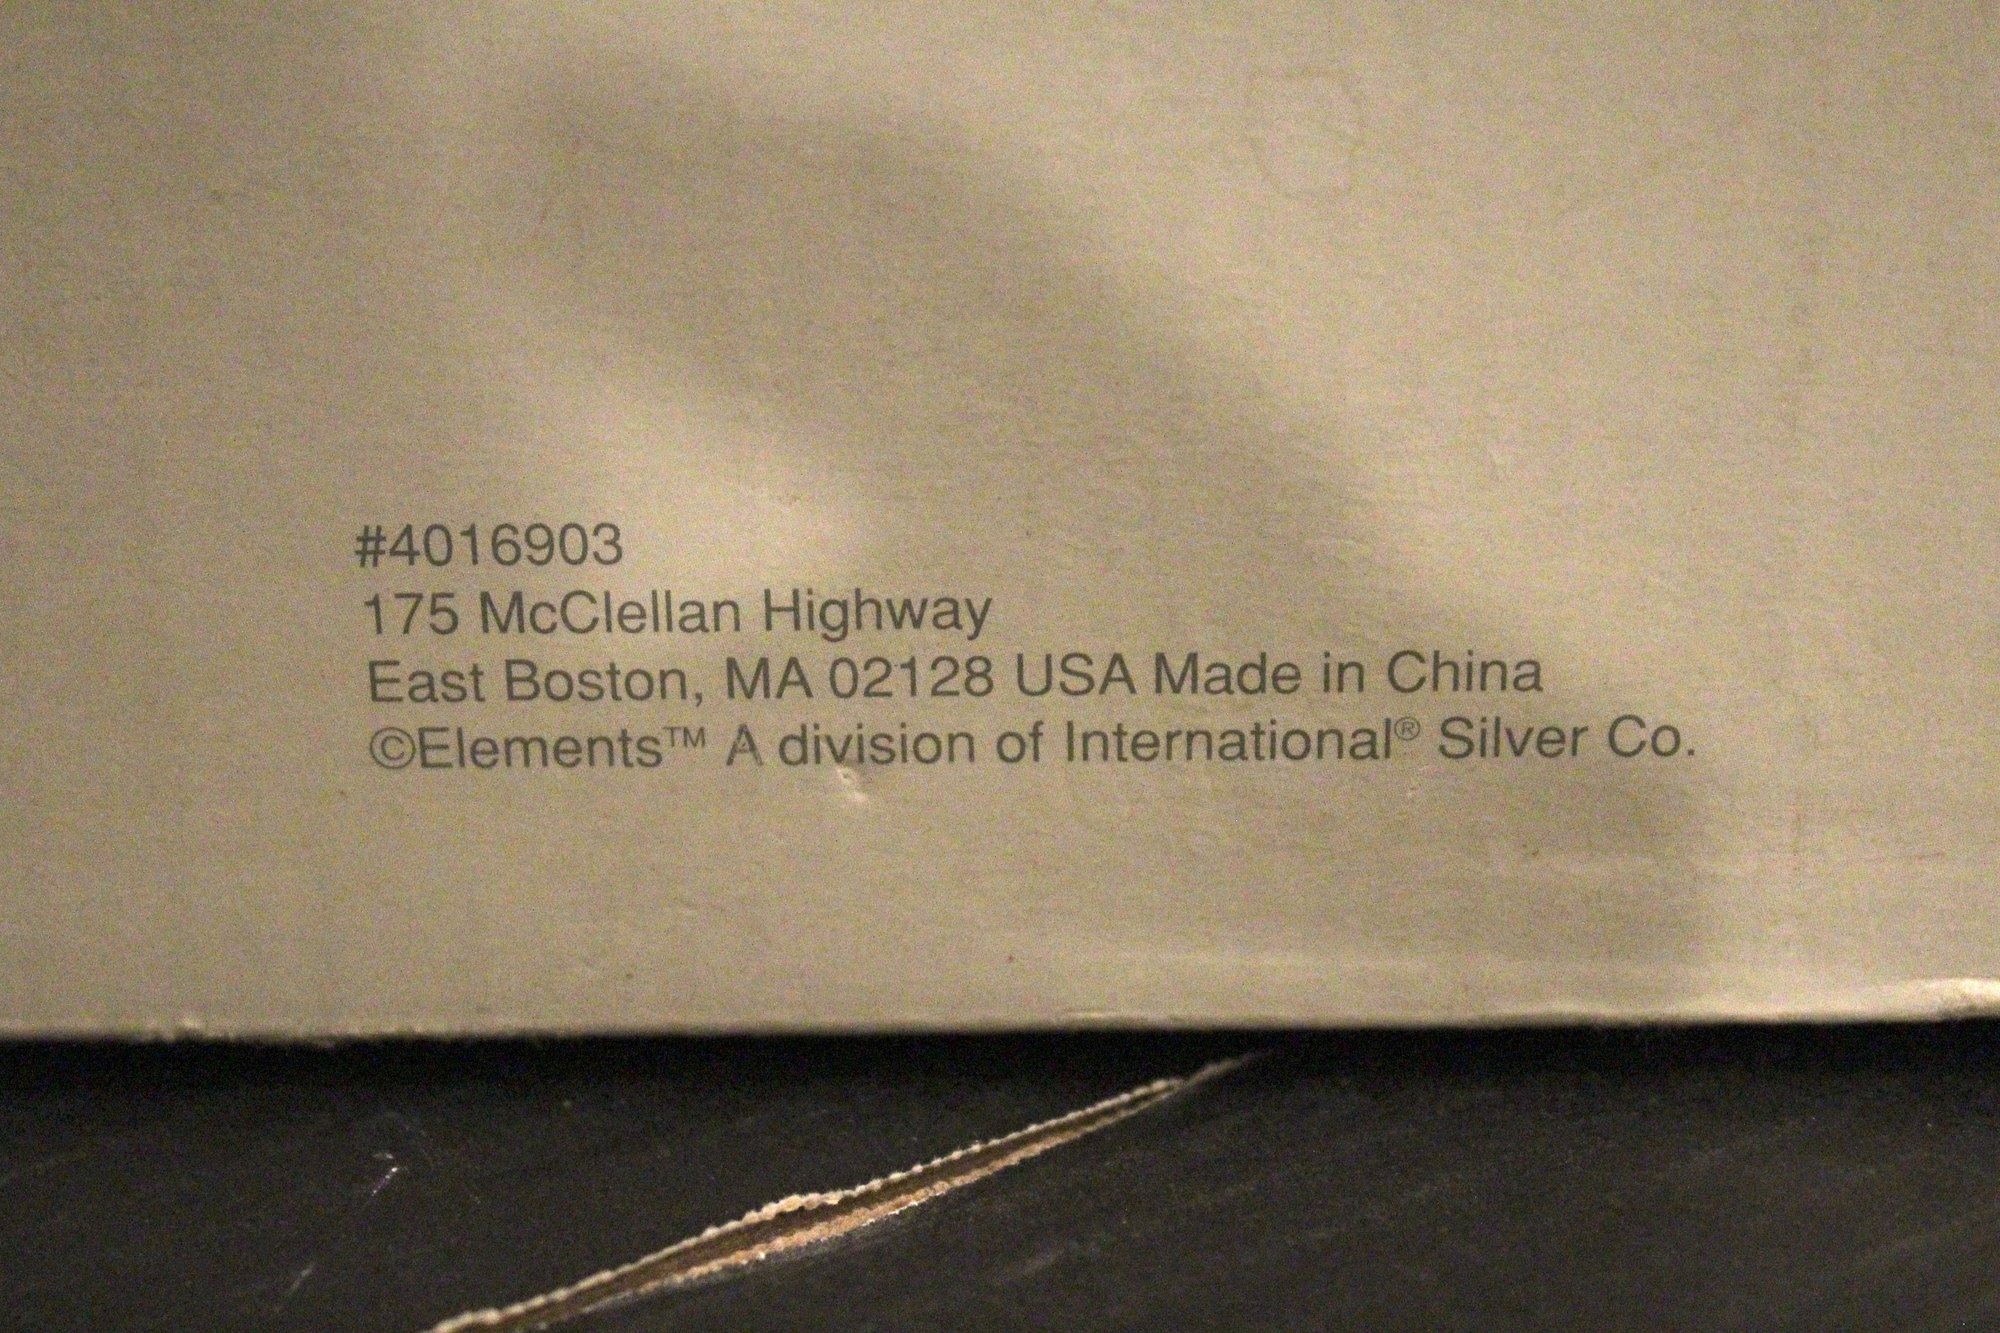 #4016903
175 McClellan Highway
East Boston, MA 02128 USA Made in China
©Elements™ A division of International® Silver Co.